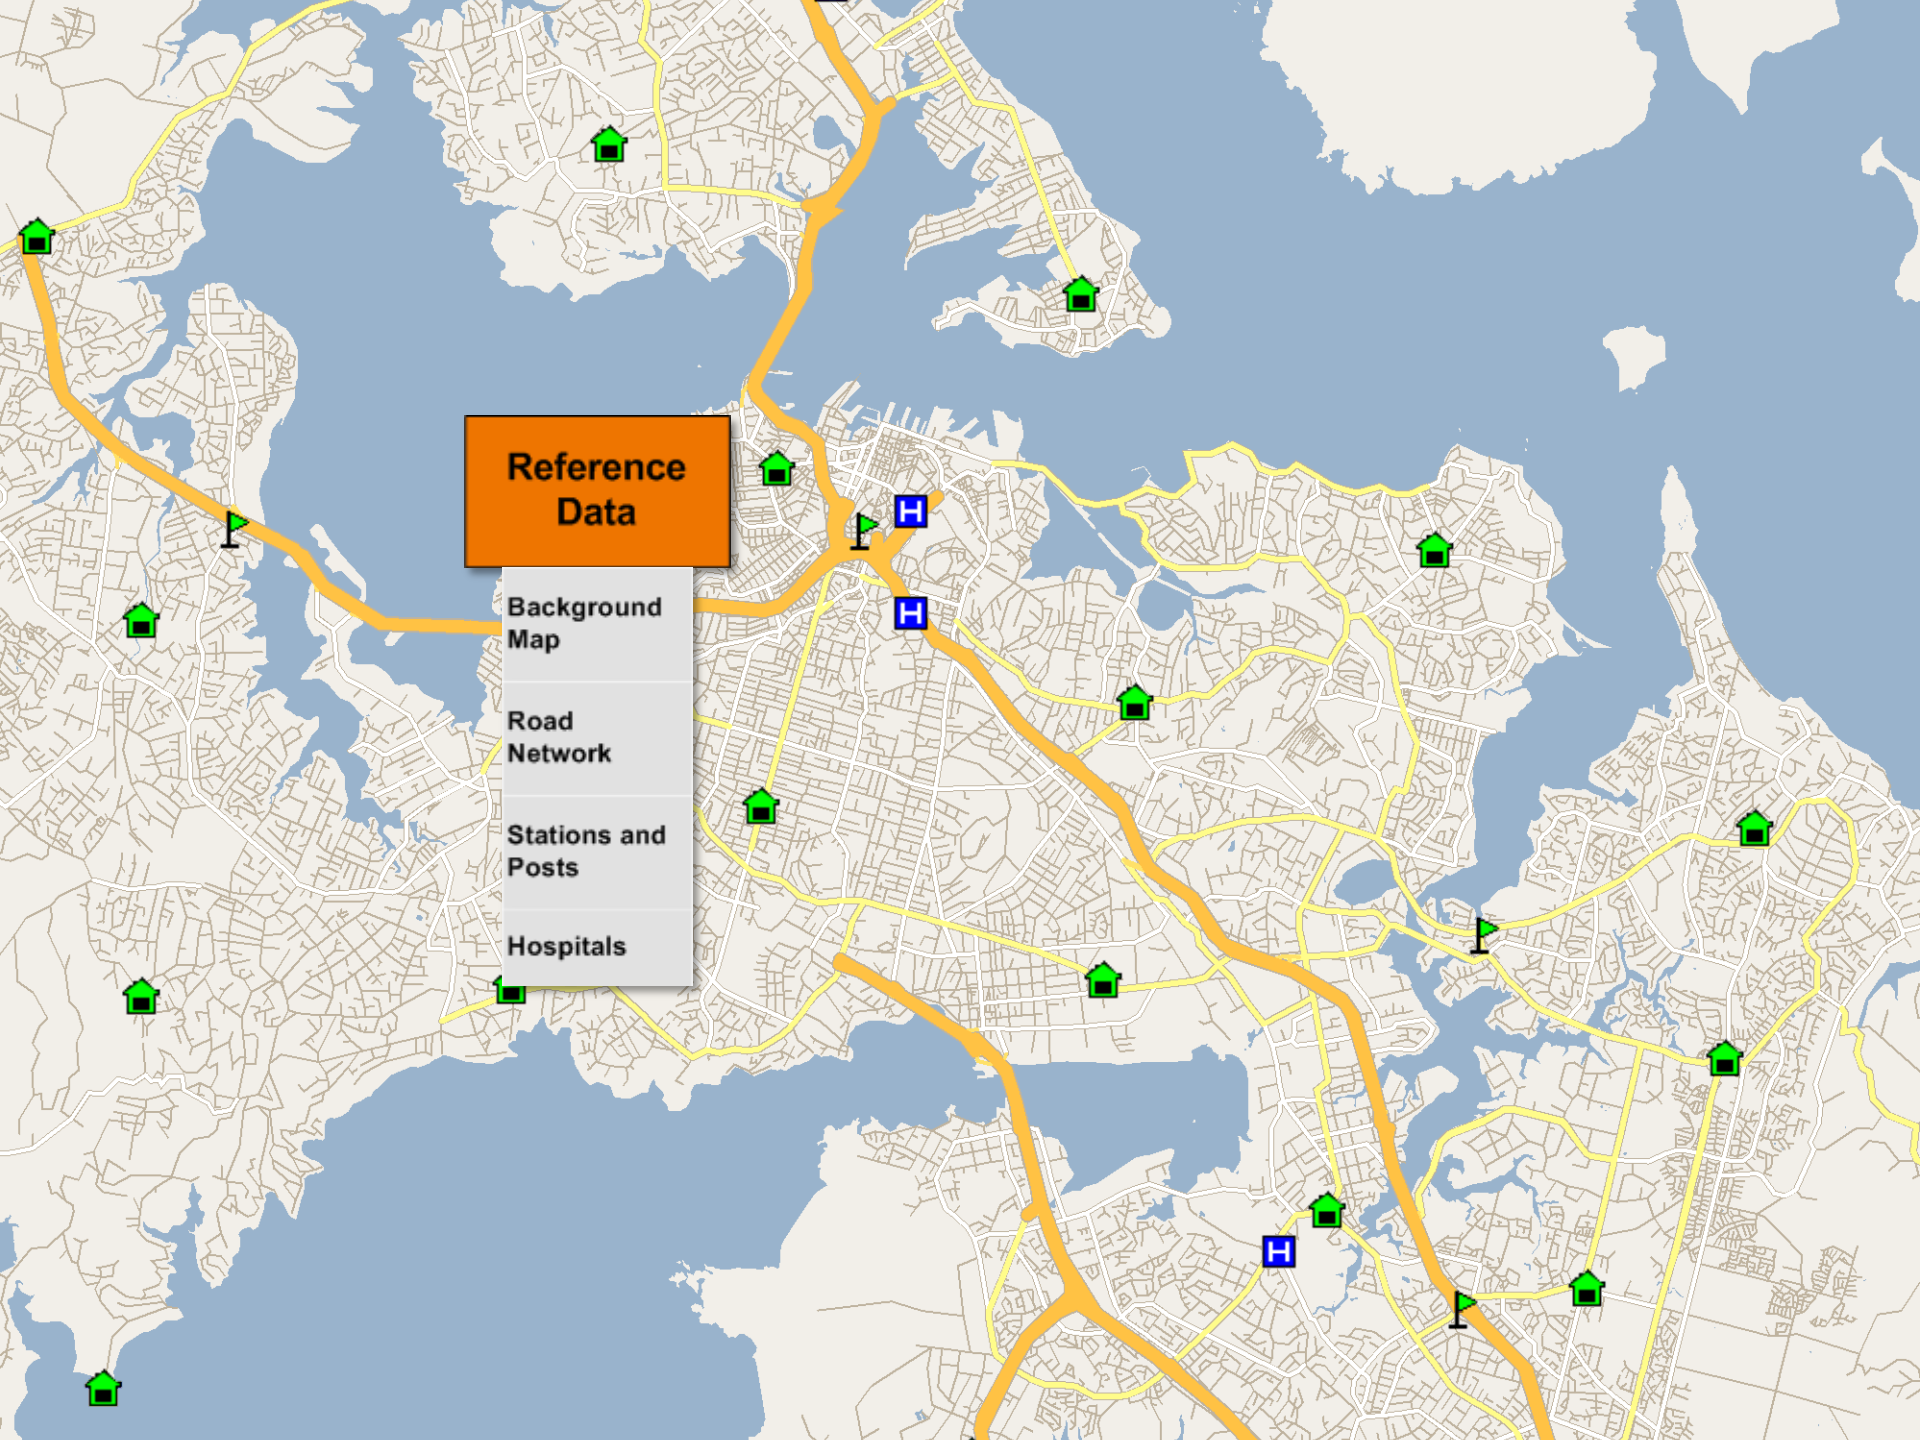 Reference
Data
Background
Map
Road
Network
Stations and
Posts
Hospitals
H
H
H